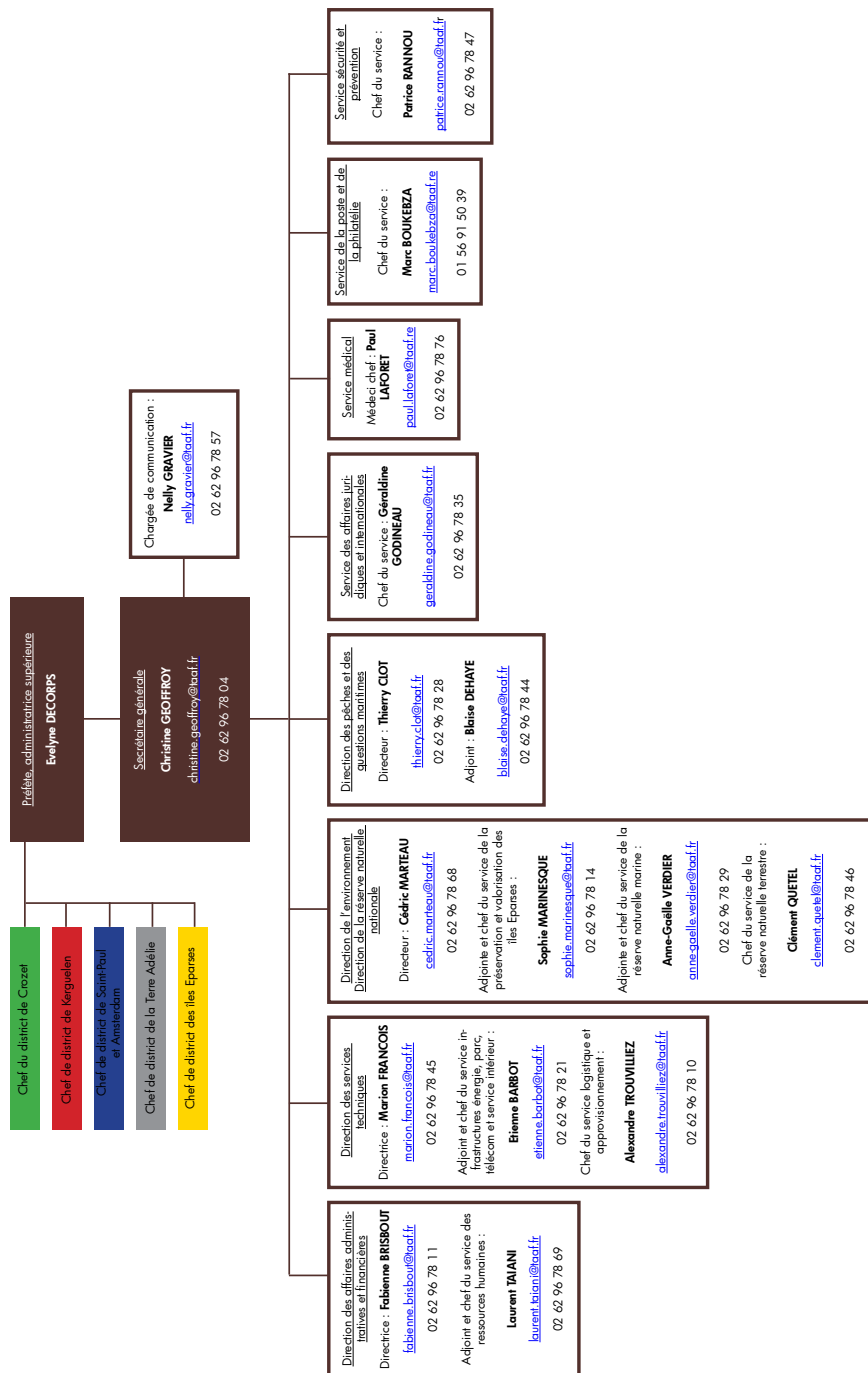 Préfète, administratrice supérieure
Evelyne DECORPS
Chef du district de Crozet
Chef de district de Kerguelen
Chef de district de Saint-Paul
et Amsterdam
Chef de district de la Terre Adélie
Chef de district des îles Eparses
Secrétaire générale
Christine GEOFFROY
christine.geoffroy@taaf.fr
02 62 96 78 04
Chargée de communication :
Nelly GRAVIER
nelly.gravier@taaf.fr
02 62 96 78 57
Direction des affaires adminis-
tratives et financières
Directrice : Fabienne BRISBOUT
fabienne.brisbout@taaf.fr
02 62 96 78 11
Adjoint et chef du service des
ressources humaines :
Laurent TAIANI
laurent.taiani@taaf.fr
02 62 96 78 69
Direction des services
techniques
Directrice : Marion FRANCOIS
marion.francois@taaf.fr
02 62 96 78 45
Adjoint et chef du service in-
frastructures énergie, parc,
télécom et service intérieur :
Etienne BARBOT
etienne.barbot@taaf.fr
02 62 96 78 21
Chef du service logistique et
approvisionnement :
Alexandre TROUVILLIEZ
alexandre.trouvilliez@taaf.fr
02 62 96 78 10
Direction de l'environnement
Direction de la réserve naturelle
nationale
Directeur : Cédric MARTEAU
cedric.marteau@taaf.fr
02 62 96 78 68
Adjointe et chef du service de la
préservation et valorisation des
îles Eparses :
Sophie MARINESQUE
sophie.marinesque@taaf.fr
02 62 96 78 14
Adjointe et chef du service de la
réserve naturelle marine :
Anne-Gaëlle VERDIER
anne-gaelle.verdier@taaf.fr
02 62 96 78 29
Chef du service de la
réserve naturelle terrestre :
Clément QUETEL
clement.quetel@taaf.fr
02 62 96 78 46
Direction des pêches et des
questions maritimes
Directeur : Thierry CLOT
thierry.clot@taaf.fr
02 62 96 78 28
Adjoint : Blaise DEHAYE
blaise.dehaye@taaf.fr
02 62 96 78 44
Service des affaires juri-
diques et internationales
Chef du service : Géraldine
GODINEAU
geraldine.godineau@taaf.fr
02 62 96 78 35
Service médical
Médeci chef : Paul
LAFORET
paul.laforet@taaf.re
02 62 96 78 76
Service de la poste et de
la philatélie
Chef du service :
Marc BOUKEBZA
marc.boukebza@taaf.re
01 56 91 50 39
Service sécurité et
prévention
Chef du service :
Patrice RANNOU
patrice.rannou@taaf.fr
02 62 96 78 47